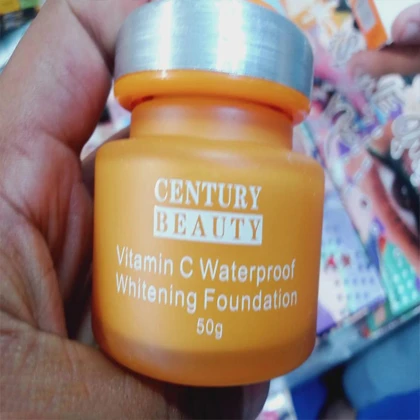 CENTURY
BEAUTY
Vitamin C Waterproof
Whitening Foundation
50g